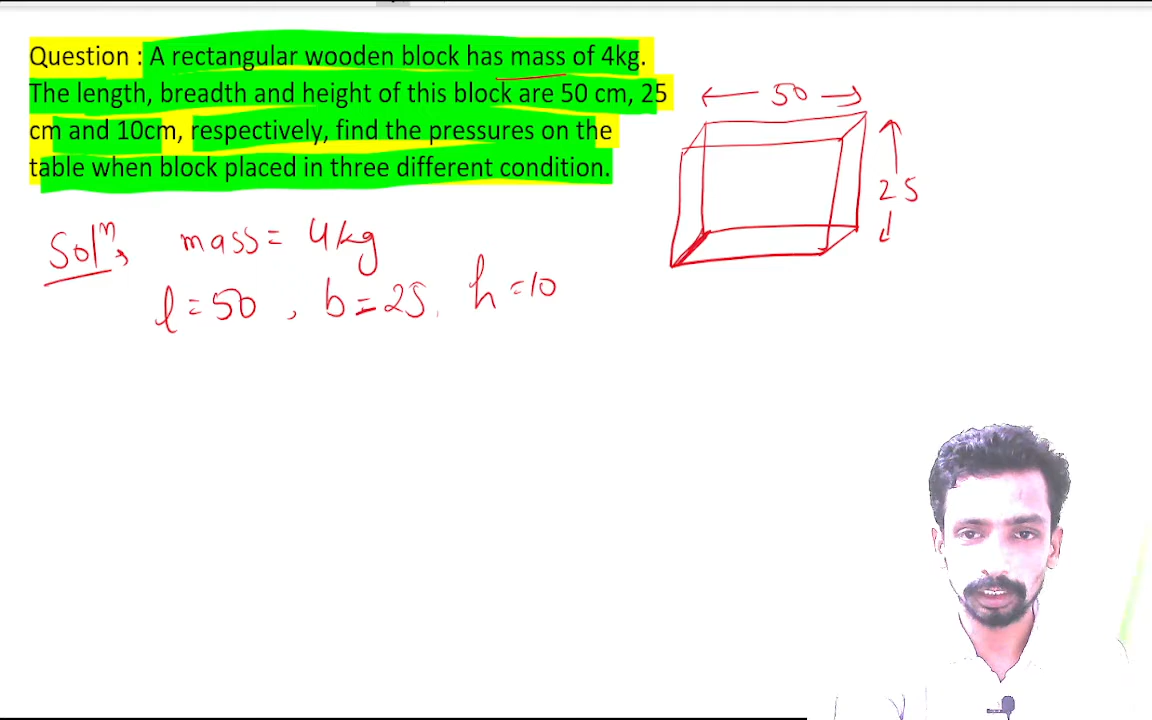 Question : A rectangular wooden block has mass of 4kg.
The length, breadth and height of this block are 50 cm, 25
cm and 10cm, respectively, find the pressures on the
table when block placed in three different condition.
50
25
Solⁿ, mass= 4kg
l=50 , b=25, h=10